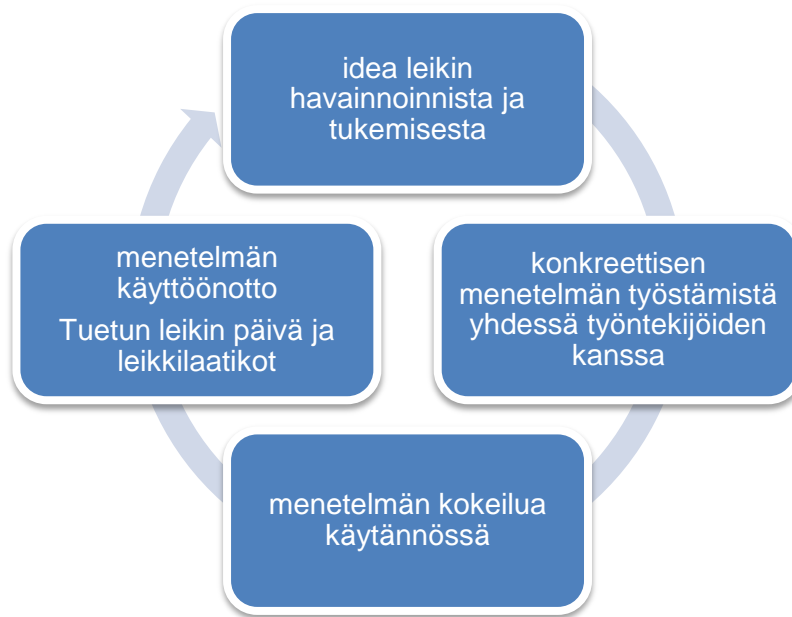 idea leikin
havainnoinnista ja
tukemisesta
konkreettisen
menetelmän työstämistä
yhdessä työntekijöiden
kanssa
menetelmän kokeilua
käytännössä
menetelmän
käyttöönotto
Tuetun leikin päivä ja
leikkilaatikot